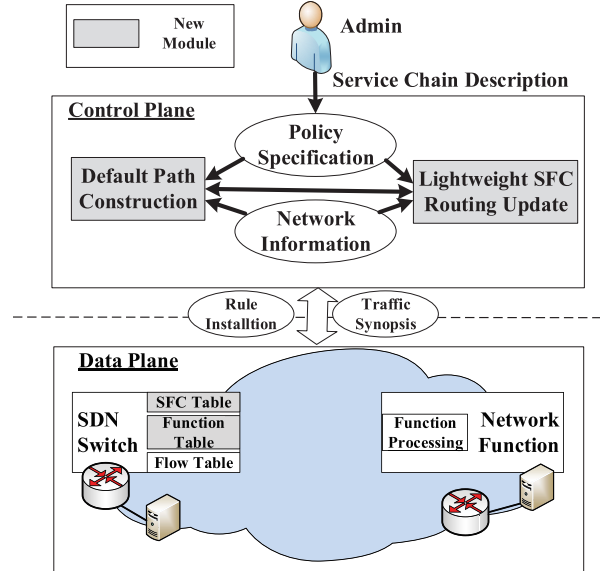 New
Module
Admin
Service Chain Description
Control Plane
Policy
Specification
Default Path
Construction
Lightweight SFC
Routing Update
Network
Information
Rule
Installtion
Traffic
Synopsis
Data Plane
SDN
Switch
SFC Table
Function
Table
Flow Table
Function
Processing
Network
Function